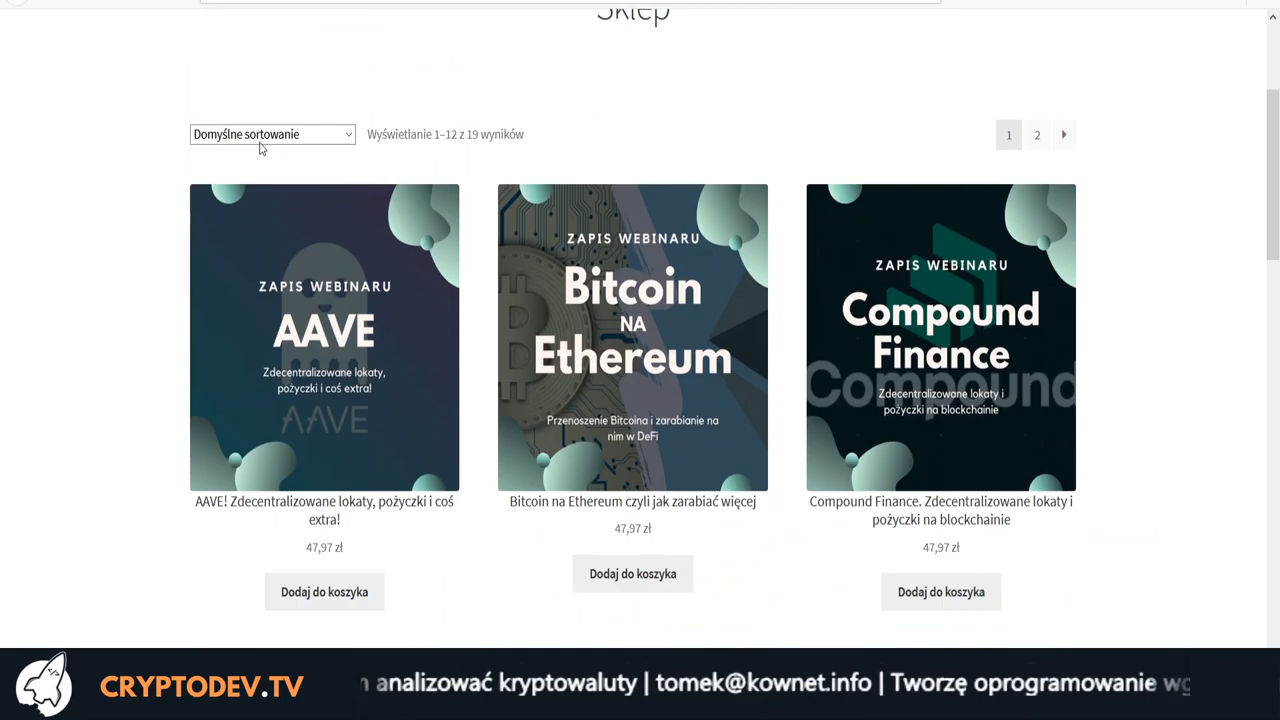 Sklep
Domyślne sortowanie
Wyświetlanie 1–12 z 19 wyników
1 2
ZAPIS WEBINARU
AAVE
Zdecentralizowane lokaty,
pożyczki i coś extra!
AAVE
AAVE! Zdecentralizowane lokaty, pożyczki i coś
extra!
47,97 zł
Dodaj do koszyka
ZAPIS WEBINARU
Bitcoin
NA
Ethereum
Przenoszenie Bitcoina i zarabianie na
nim w DeFi
Bitcoin na Ethereum czyli jak zarabiać więcej
47,97 zł
Dodaj do koszyka
ZAPIS WEBINARU
Compound
Finance
Compound
Zdecentralizowane lokaty i
pożyczki na blockchainie
Compound Finance. Zdecentralizowane lokaty i
pożyczki na blockchainie
47,97 zł
Dodaj do koszyka
CRYPTODEV.TV
analizować kryptowaluty | tomek@kownet.info | Tworzę oprogramowanie